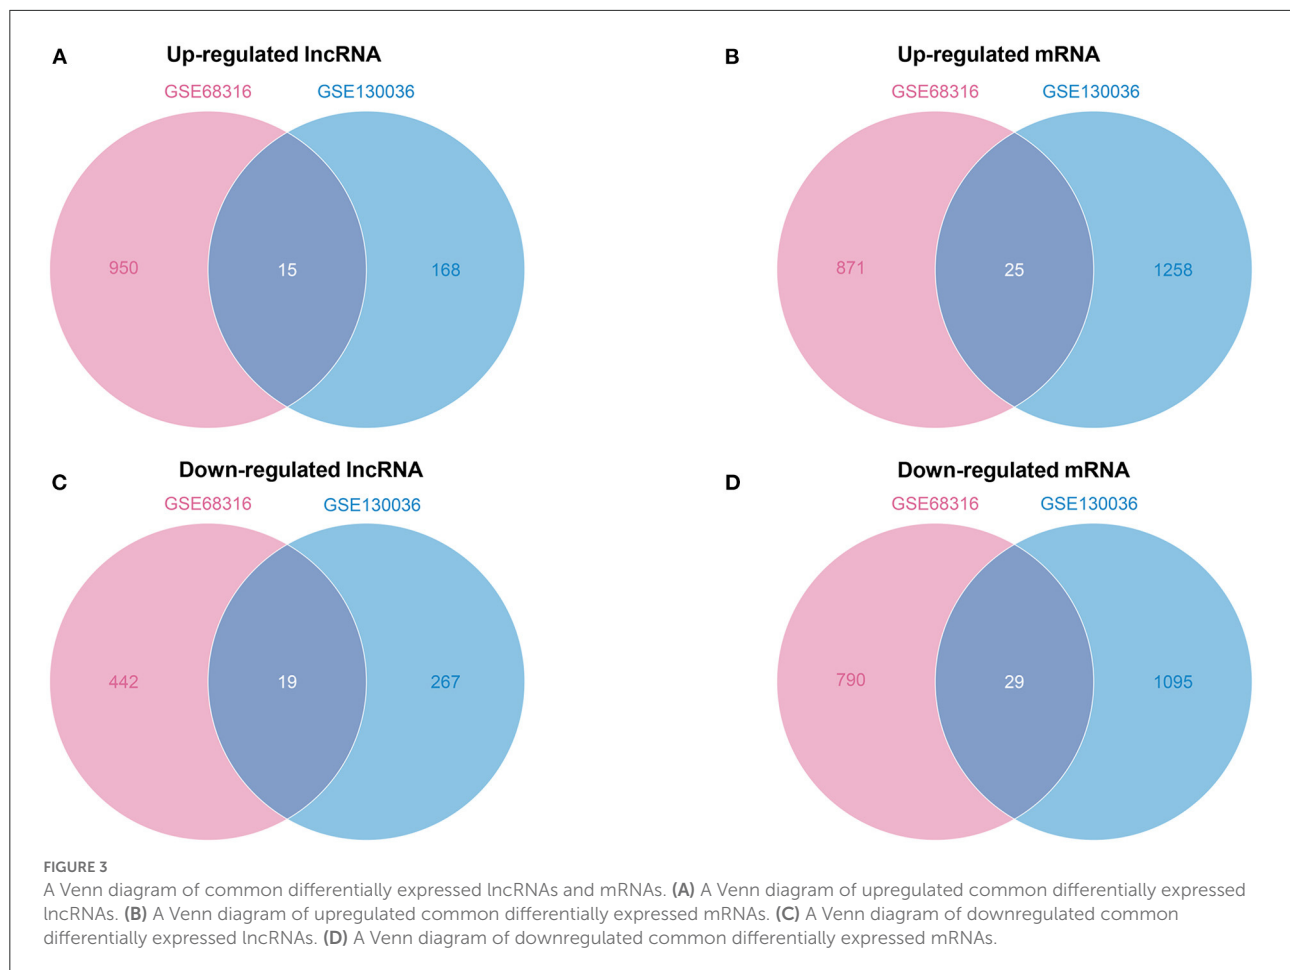 A
Up-regulated lncRNA
GSE68316
GSE130036
950
15
168
B
Up-regulated mRNA
GSE68316
GSE130036
871
25
1258
C
Down-regulated lncRNA
GSE68316
GSE130036
442
19
267
D
Down-regulated mRNA
GSE68316
GSE130036
790
29
1095
FIGURE 3
A Venn diagram of common differentially expressed lncRNAs and mRNAs. (A) A Venn diagram of upregulated common differentially expressed
lncRNAs. (B) A Venn diagram of upregulated common differentially expressed mRNAs. (C) A Venn diagram of downregulated common
differentially expressed lncRNAs. (D) A Venn diagram of downregulated common differentially expressed mRNAs.